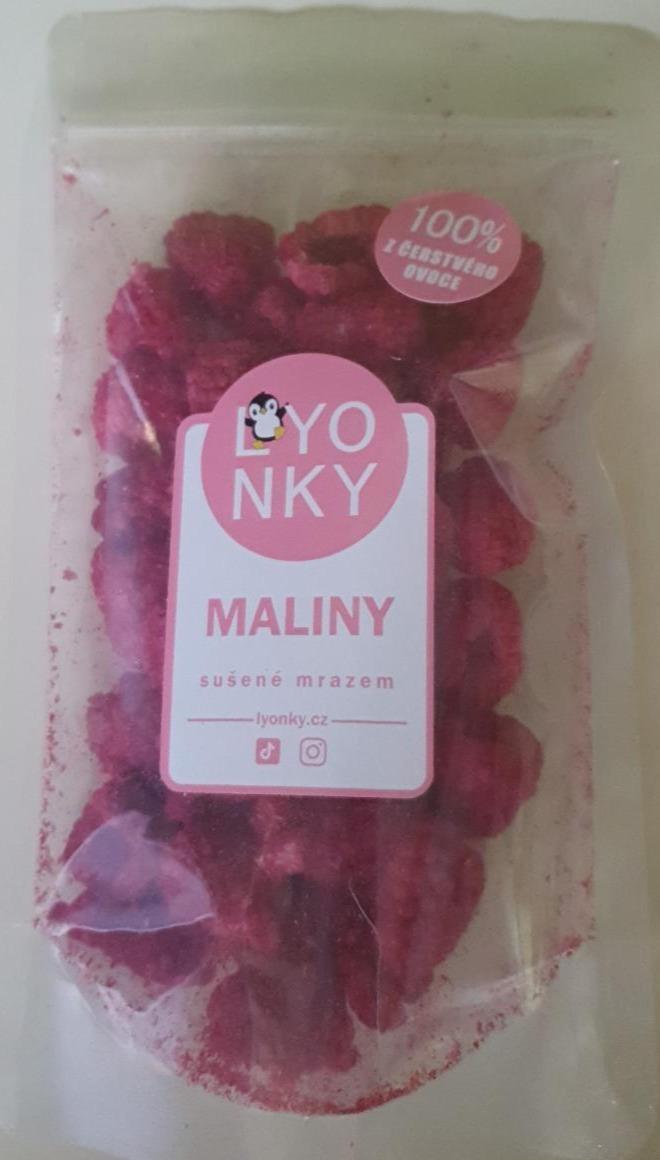 100%
Z ČERSTVÉHO
OVOCE
LYO
NKY
MALINY
sušené mrazem
lyonky.cz